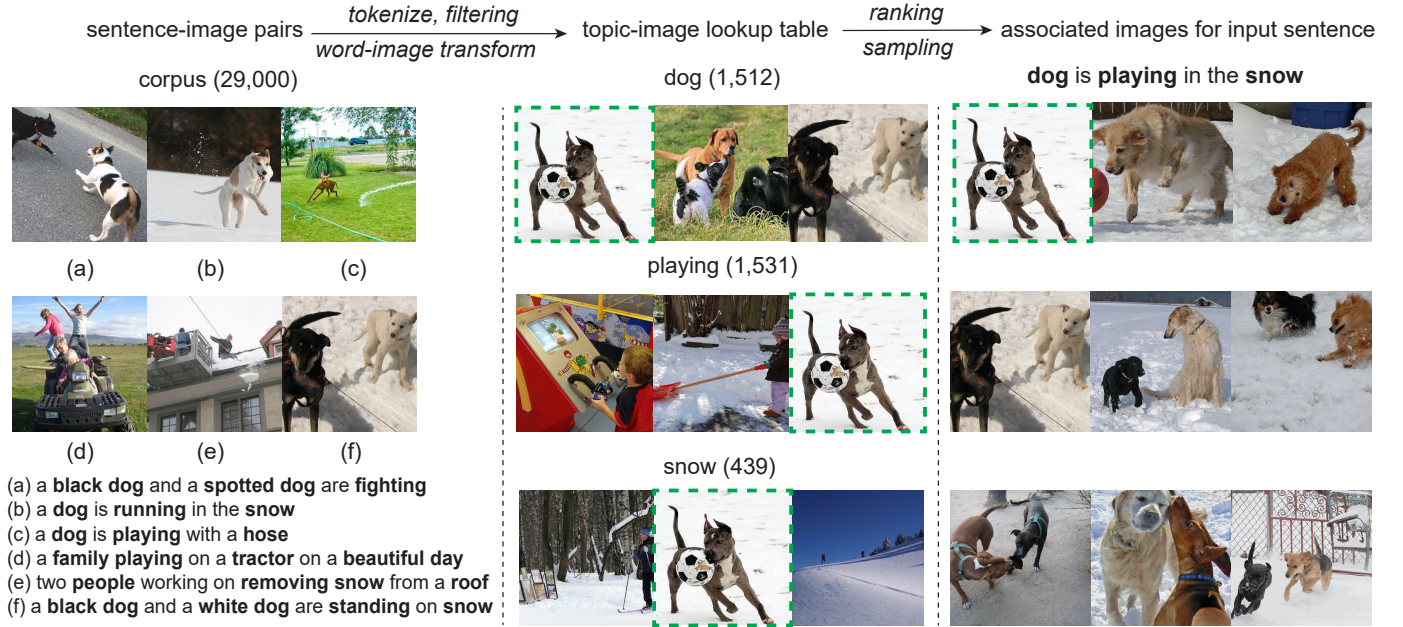 sentence-image pairs
tokenize, filtering
word-image transform
topic-image lookup table
ranking
sampling
associated images for input sentence
corpus (29,000)
dog (1,512)
dog is playing in the snow
(a)
(b)
(c)
playing (1,531)
(d)
(e)
(f)
snow (439)
(a) a black dog and a spotted dog are fighting
(b) a dog is running in the snow
(c) a dog is playing with a hose
(d) a family playing on a tractor on a beautiful day
(e) two people working on removing snow from a roof
(f) a black dog and a white dog are standing on snow